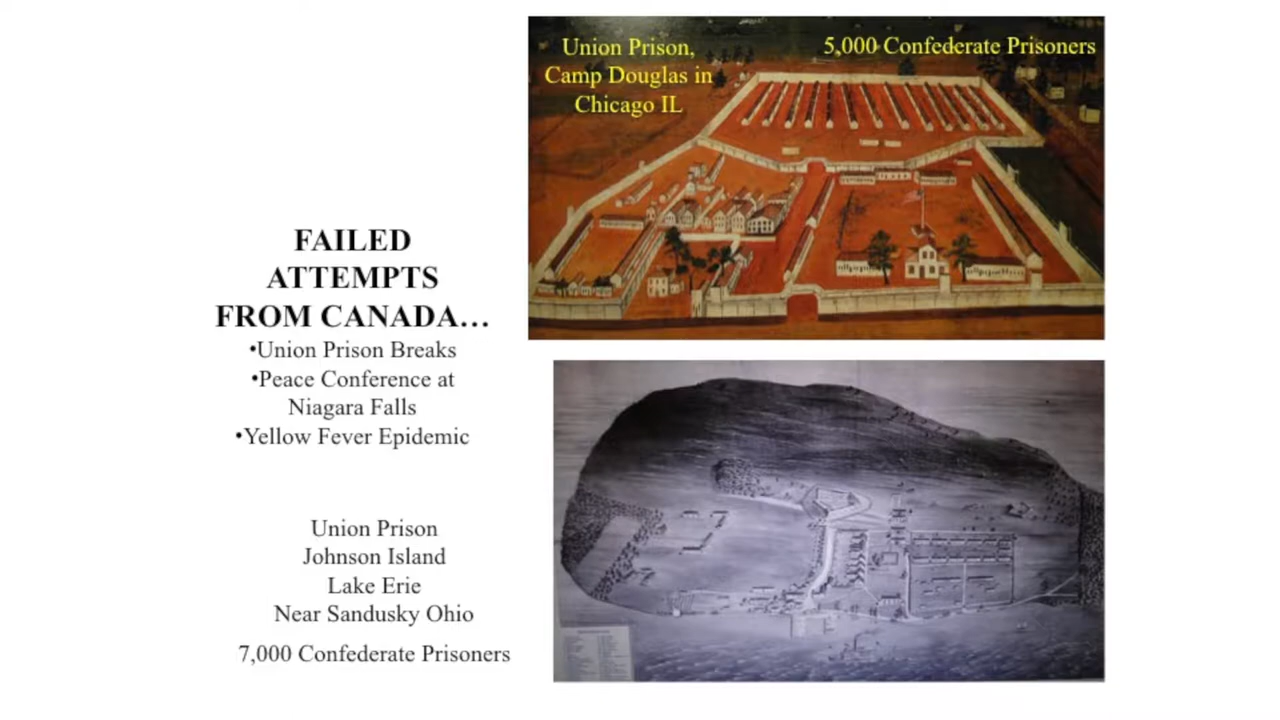 Union Prison,
Camp Douglas in
Chicago IL
5,000 Confederate Prisoners
FAILED
ATTEMPTS
FROM CANADA…
•Union Prison Breaks
•Peace Conference at
Niagara Falls
•Yellow Fever Epidemic
Union Prison
Johnson Island
Lake Erie
Near Sandusky Ohio
7,000 Confederate Prisoners